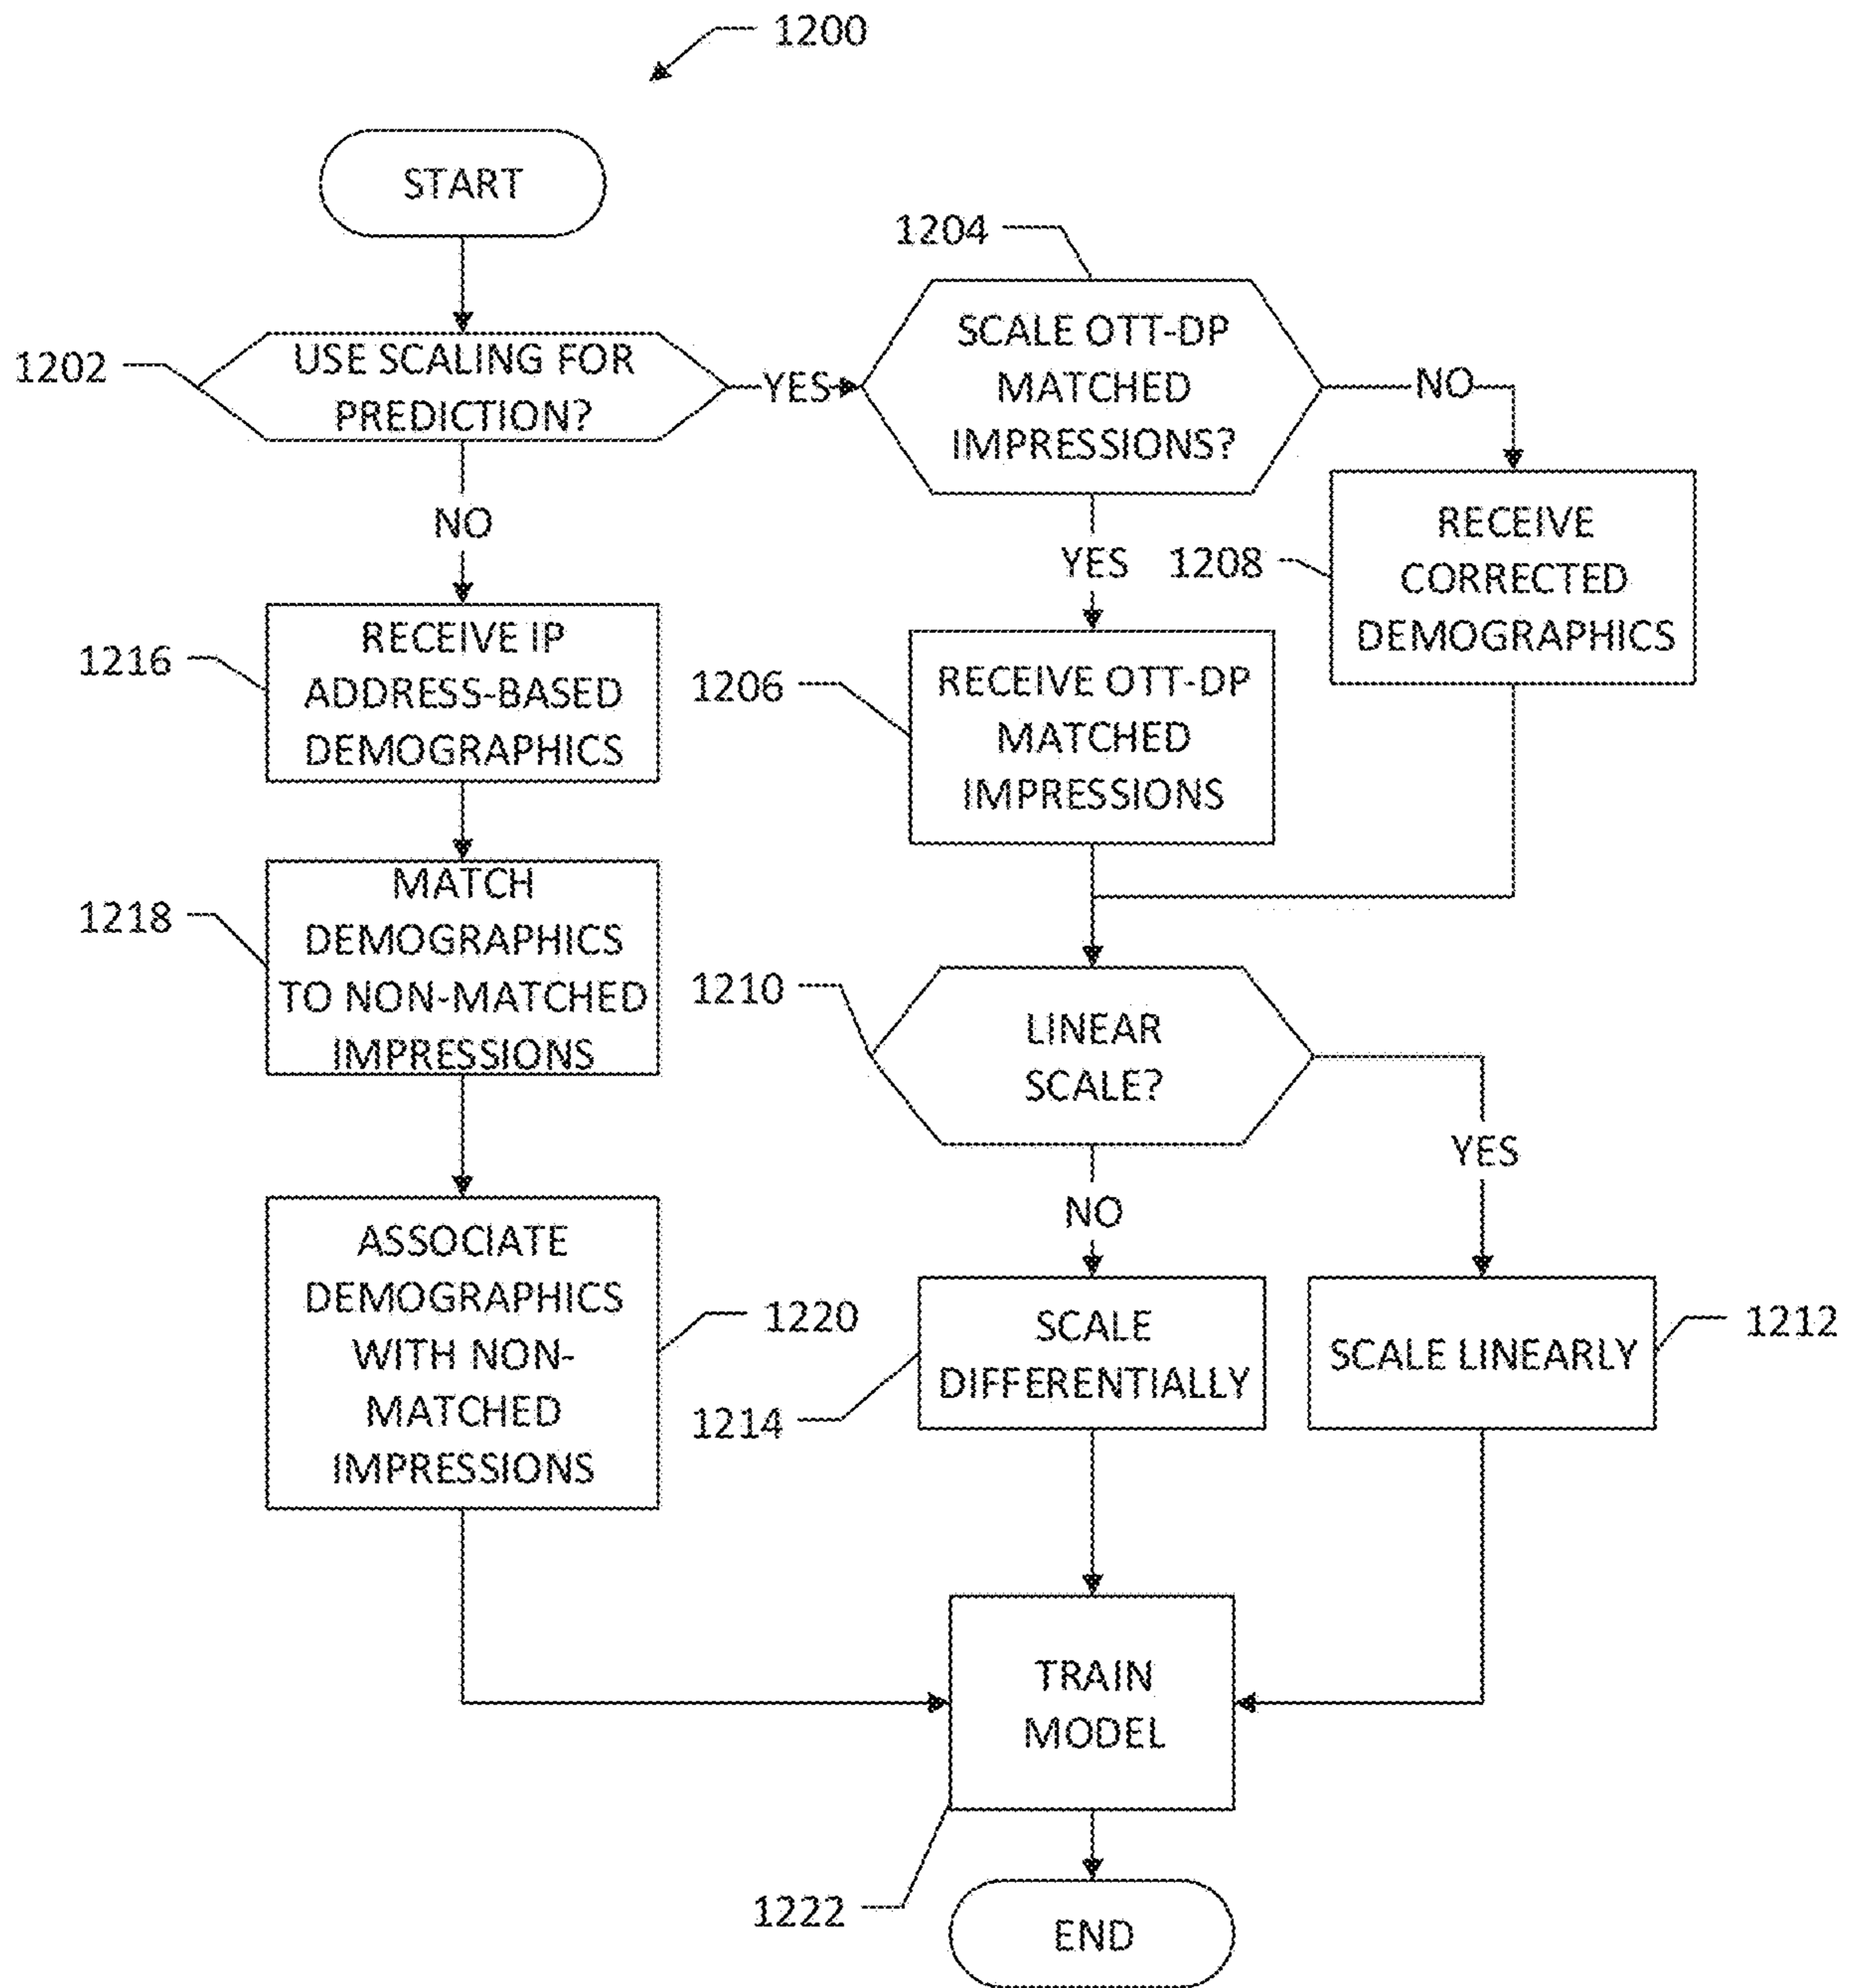 1200
START
1204
1202
USE SCALING FOR
PREDICTION?
YES
SCALE OTT-DP
MATCHED
IMPRESSIONS?
NO
NO
YES
1208
RECEIVE
CORRECTED
DEMOGRAPHICS
1216
RECEIVE IP
ADDRESS-BASED
DEMOGRAPHICS
1206
RECEIVE OTT-DP
MATCHED
IMPRESSIONS
1218
MATCH
DEMOGRAPHICS
TO NON-MATCHED
IMPRESSIONS
1210
LINEAR
SCALE?
YES
NO
ASSOCIATE
DEMOGRAPHICS
WITH NON-
MATCHED
IMPRESSIONS
1220
1214
SCALE
DIFFERENTIALLY
SCALE LINEARLY
1212
TRAIN
MODEL
1222
END